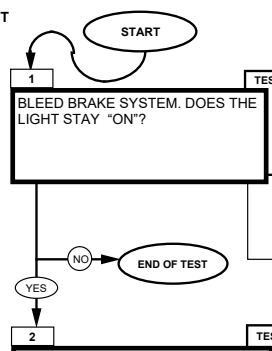 T
START
1
TES
BLEED BRAKE SYSTEM. DOES THE
LIGHT STAY “ON”?
NO
END OF TEST
YES
2
TES